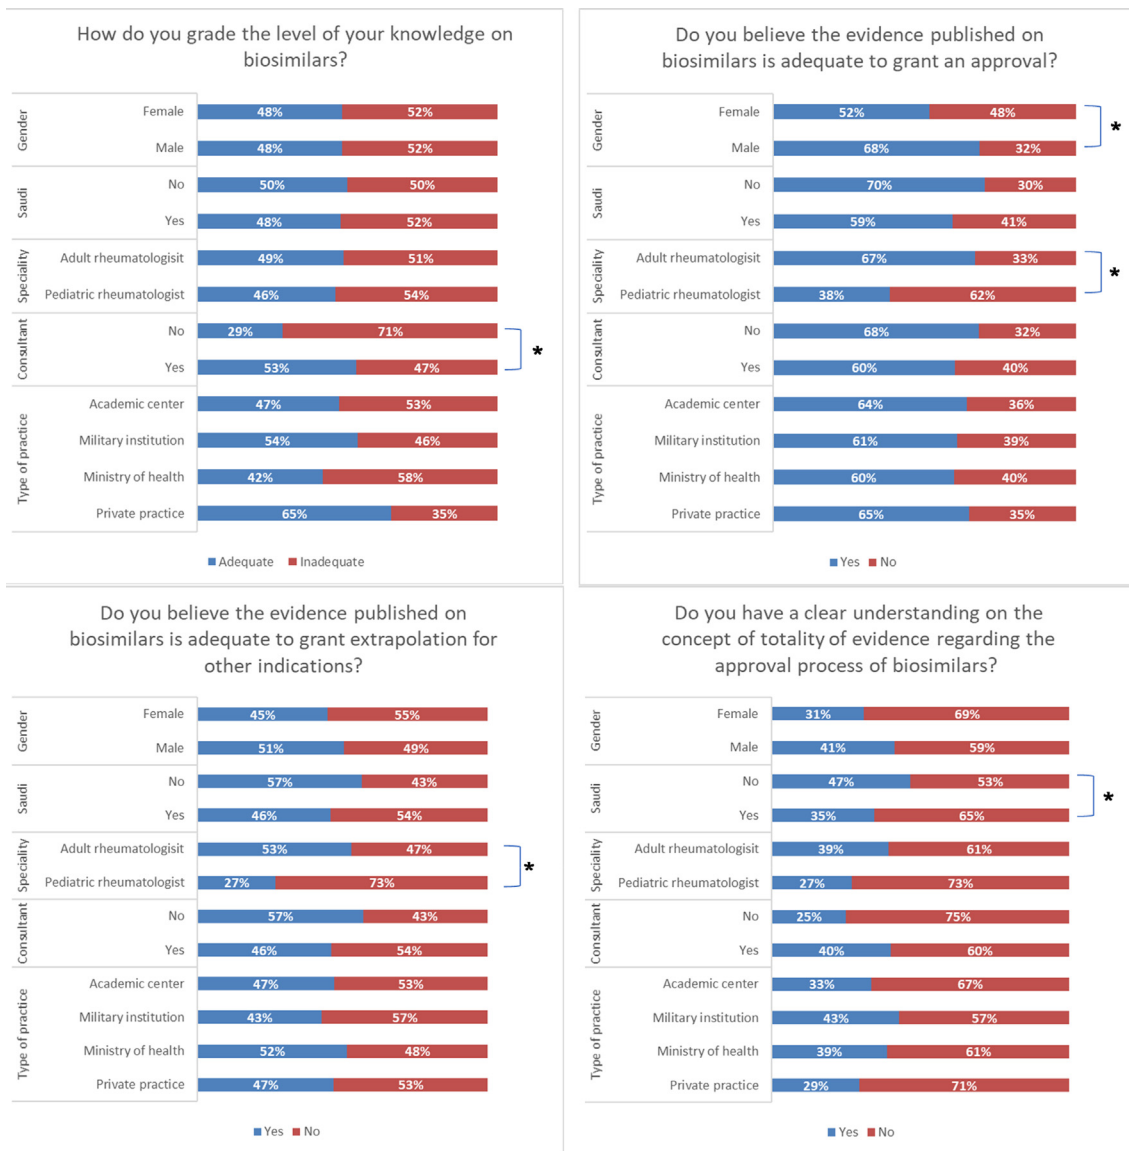 How do you grade the level of your knowledge on
biosimilars?
Gender
Female 48% 52%
Male 48% 52%
Saudi
No 50% 50%
Yes 48% 52%
Speciality
Adult rheumatologisit 49% 51%
Pediatric rheumatologist 46% 54%
Consultant
No 29% 71%
Yes 53% 47%
*
Type of practice
Academic center 47% 53%
Military institution 54% 46%
Ministry of health 42% 58%
Private practice 65% 35%
Adequate Inadequate
Do you believe the evidence published on
biosimilars is adequate to grant an approval?
Gender
Female 52% 48%
Male 68% 32%
*
Saudi
No 70% 30%
Yes 59% 41%
Speciality
Adult rheumatologisit 67% 33%
Pediatric rheumatologist 38% 62%
*
Consultant
No 68% 32%
Yes 60% 40%
Type of practice
Academic center 64% 36%
Military institution 61% 39%
Ministry of health 60% 40%
Private practice 65% 35%
Yes No
Do you believe the evidence published on
biosimilars is adequate to grant extrapolation for
other indications?
Gender
Female 45% 55%
Male 51% 49%
Saudi
No 57% 43%
Yes 46% 54%
Speciality
Adult rheumatologisit 53% 47%
Pediatric rheumatologist 27% 73%
*
Consultant
No 57% 43%
Yes 46% 54%
Type of practice
Academic center 47% 53%
Military institution 43% 57%
Ministry of health 52% 48%
Private practice 47% 53%
Yes No
Do you have a clear understanding on the
concept of totality of evidence regarding the
approval process of biosimilars?
Gender
Female 31% 69%
Male 41% 59%
Saudi
No 47% 53%
Yes 35% 65%
*
Speciality
Adult rheumatologisit 39% 61%
Pediatric rheumatologist 27% 73%
Consultant
No 25% 75%
Yes 40% 60%
Type of practice
Academic center 33% 67%
Military institution 43% 57%
Ministry of health 39% 61%
Private practice 29% 71%
Yes No